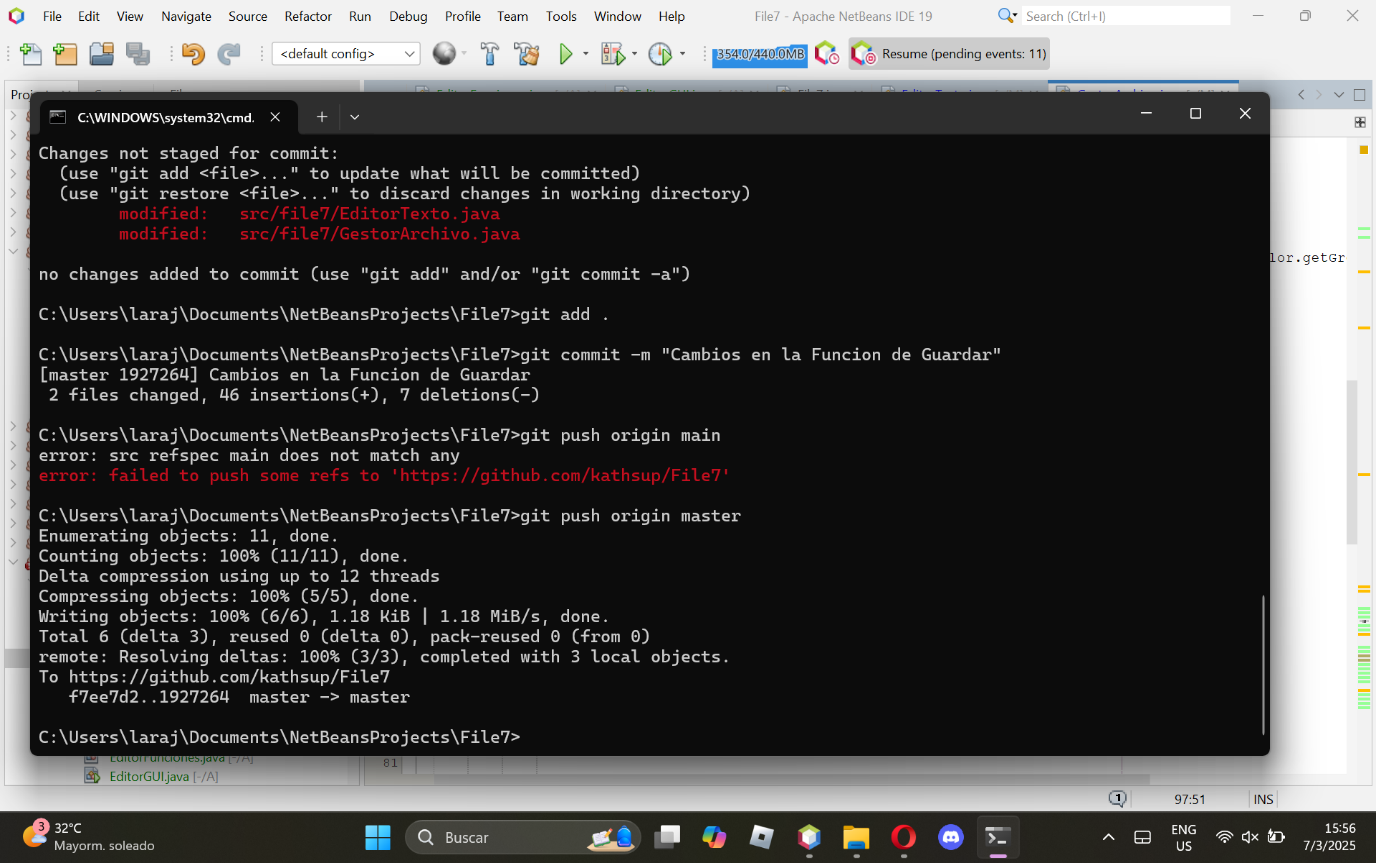 File Edit View Navigate Source Refactor Run Debug Profile Team Tools Window Help
File7 - Apache NetBeans IDE 19
Search (Ctrl+I)
<default config>
354.0/440.0MB
Resume (pending events: 11)
C:\WINDOWS\system32\cmd.
Changes not staged for commit:
  (use "git add <file>..." to update what will be committed)
  (use "git restore <file>..." to discard changes in working directory)
        modified:   src/file7/EditorTexto.java
        modified:   src/file7/GestorArchivo.java
lor.getGr
no changes added to commit (use "git add" and/or "git commit -a")
C:\Users\laraj\Documents\NetBeansProjects\File7>git add .
C:\Users\laraj\Documents\NetBeansProjects\File7>git commit -m "Cambios en la Funcion de Guardar"
[master 1927264] Cambios en la Funcion de Guardar
 2 files changed, 46 insertions(+), 7 deletions(-)
C:\Users\laraj\Documents\NetBeansProjects\File7>git push origin main
error: src refspec main does not match any
error: failed to push some refs to 'https://github.com/kathsup/File7'
C:\Users\laraj\Documents\NetBeansProjects\File7>git push origin master
Enumerating objects: 11, done.
Counting objects: 100% (11/11), done.
Delta compression using up to 12 threads
Compressing objects: 100% (5/5), done.
Writing objects: 100% (6/6), 1.18 KiB | 1.18 MiB/s, done.
Total 6 (delta 3), reused 0 (delta 0), pack-reused 0 (from 0)
remote: Resolving deltas: 100% (3/3), completed with 3 local objects.
To https://github.com/kathsup/File7
   f7ee7d2..1927264  master -> master
C:\Users\laraj\Documents\NetBeansProjects\File7>
EditorFunciones.java [-/A]
81
EditorGUI.java [-/A]
1
97:51
INS
3
32°C
Mayorm. soleado
Buscar
ENG
US
15:56
7/3/2025